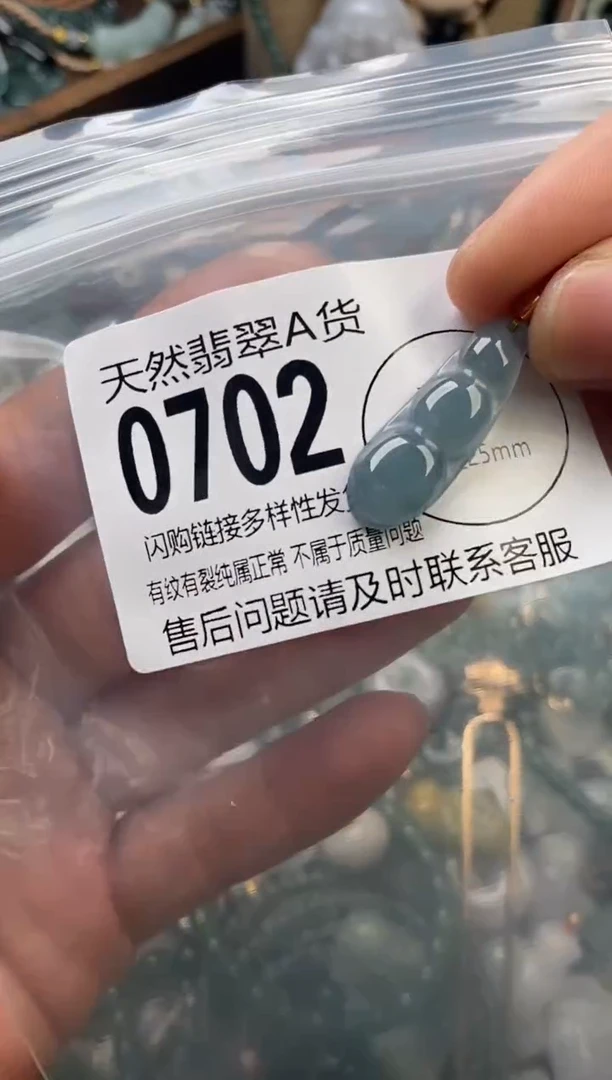 天然翡翠A货
0702
25mm
闪购链接多样性发
有纹有裂纯属正常 不属于质量问题
售后问题请及时联系客服